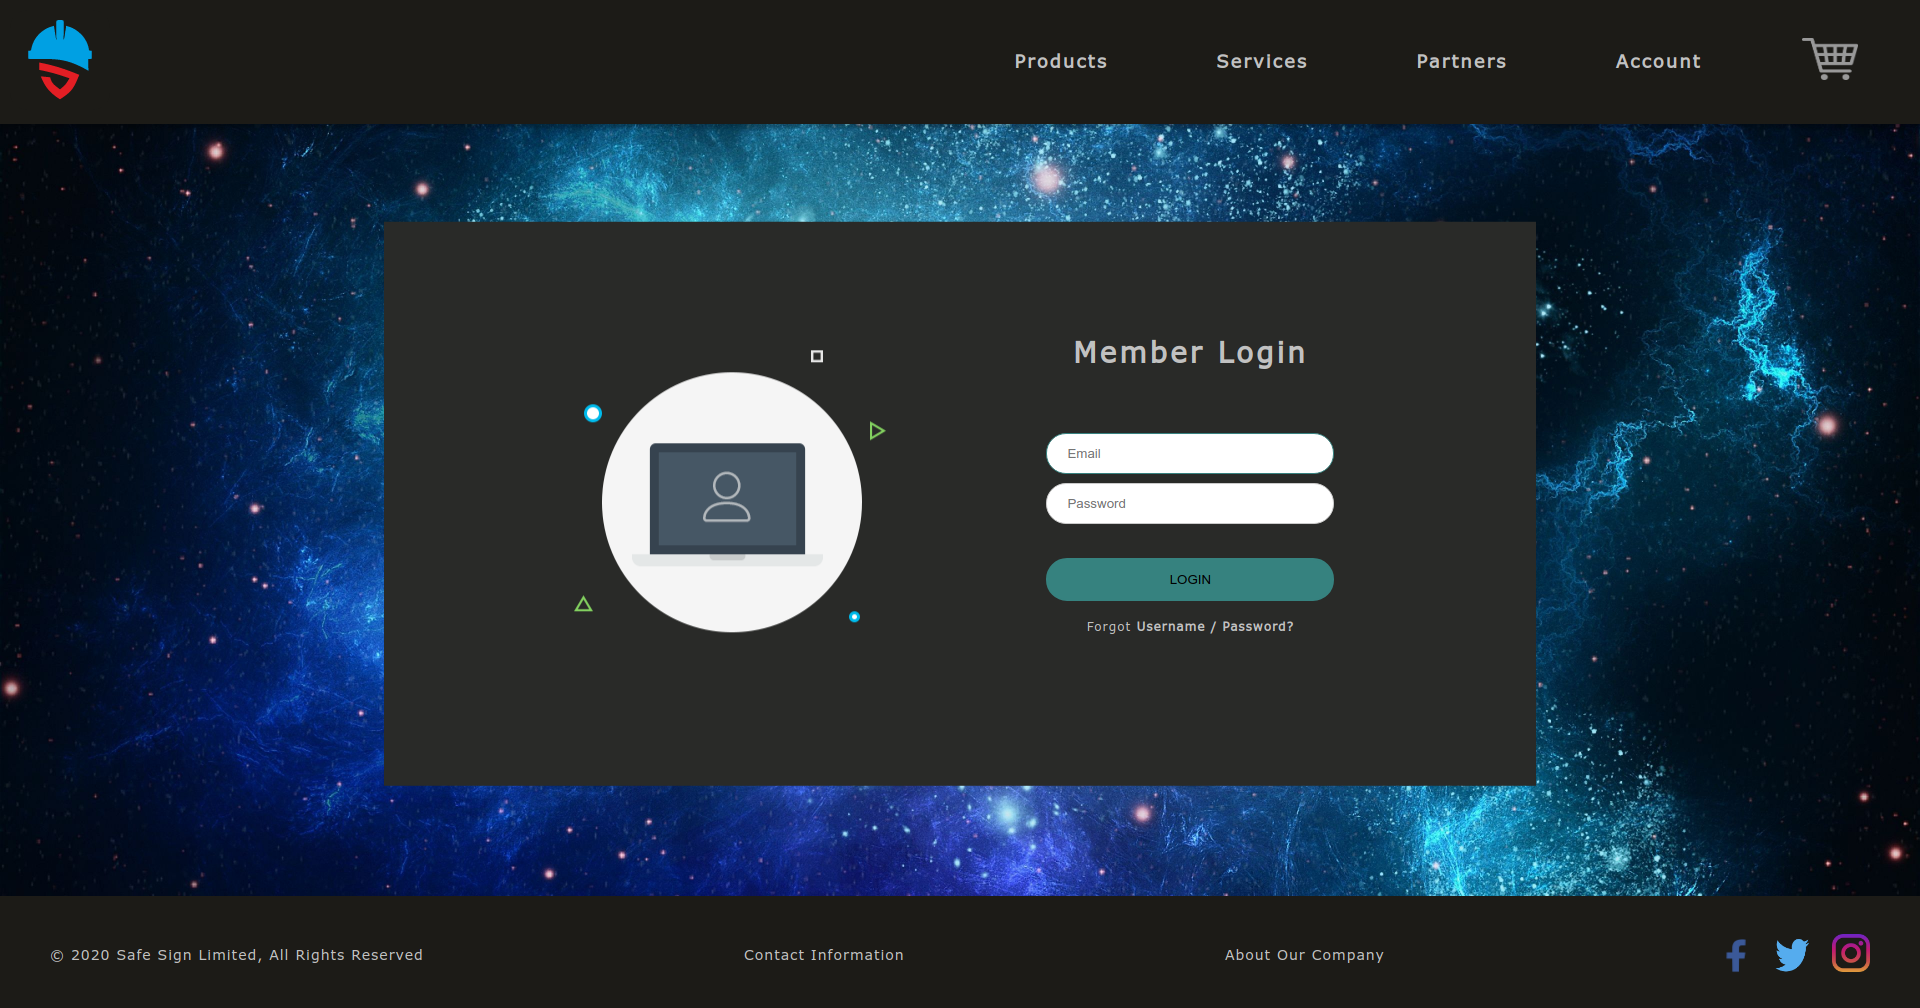 Products
Services
Partners
Account
Member Login
Email
Password
LOGIN
Forgot Username / Password?
© 2020 Safe Sign Limited, All Rights Reserved
Contact Information
About Our Company